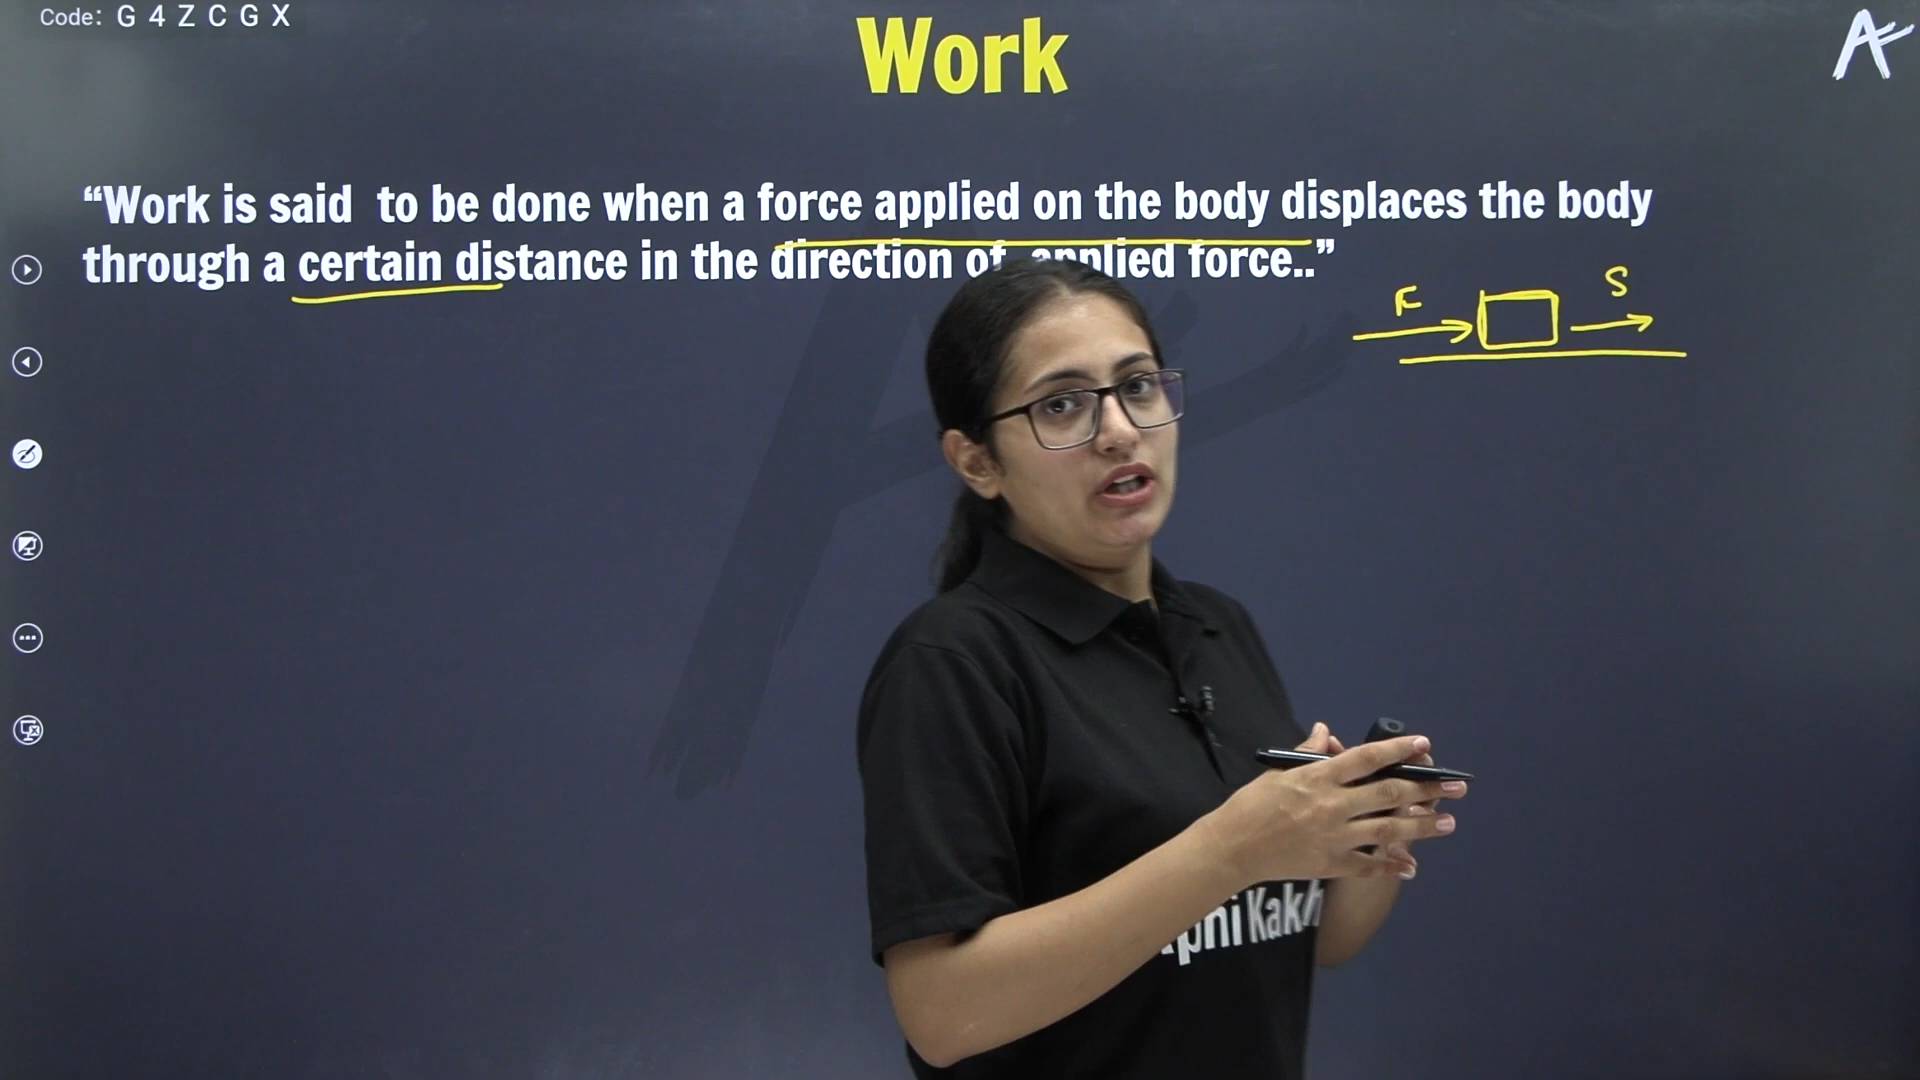 Code: G 4 Z C G X
Work
“Work is said to be done when a force applied on the body displaces the body
through a certain distance in the direction of applied force..”
F S
Kakh